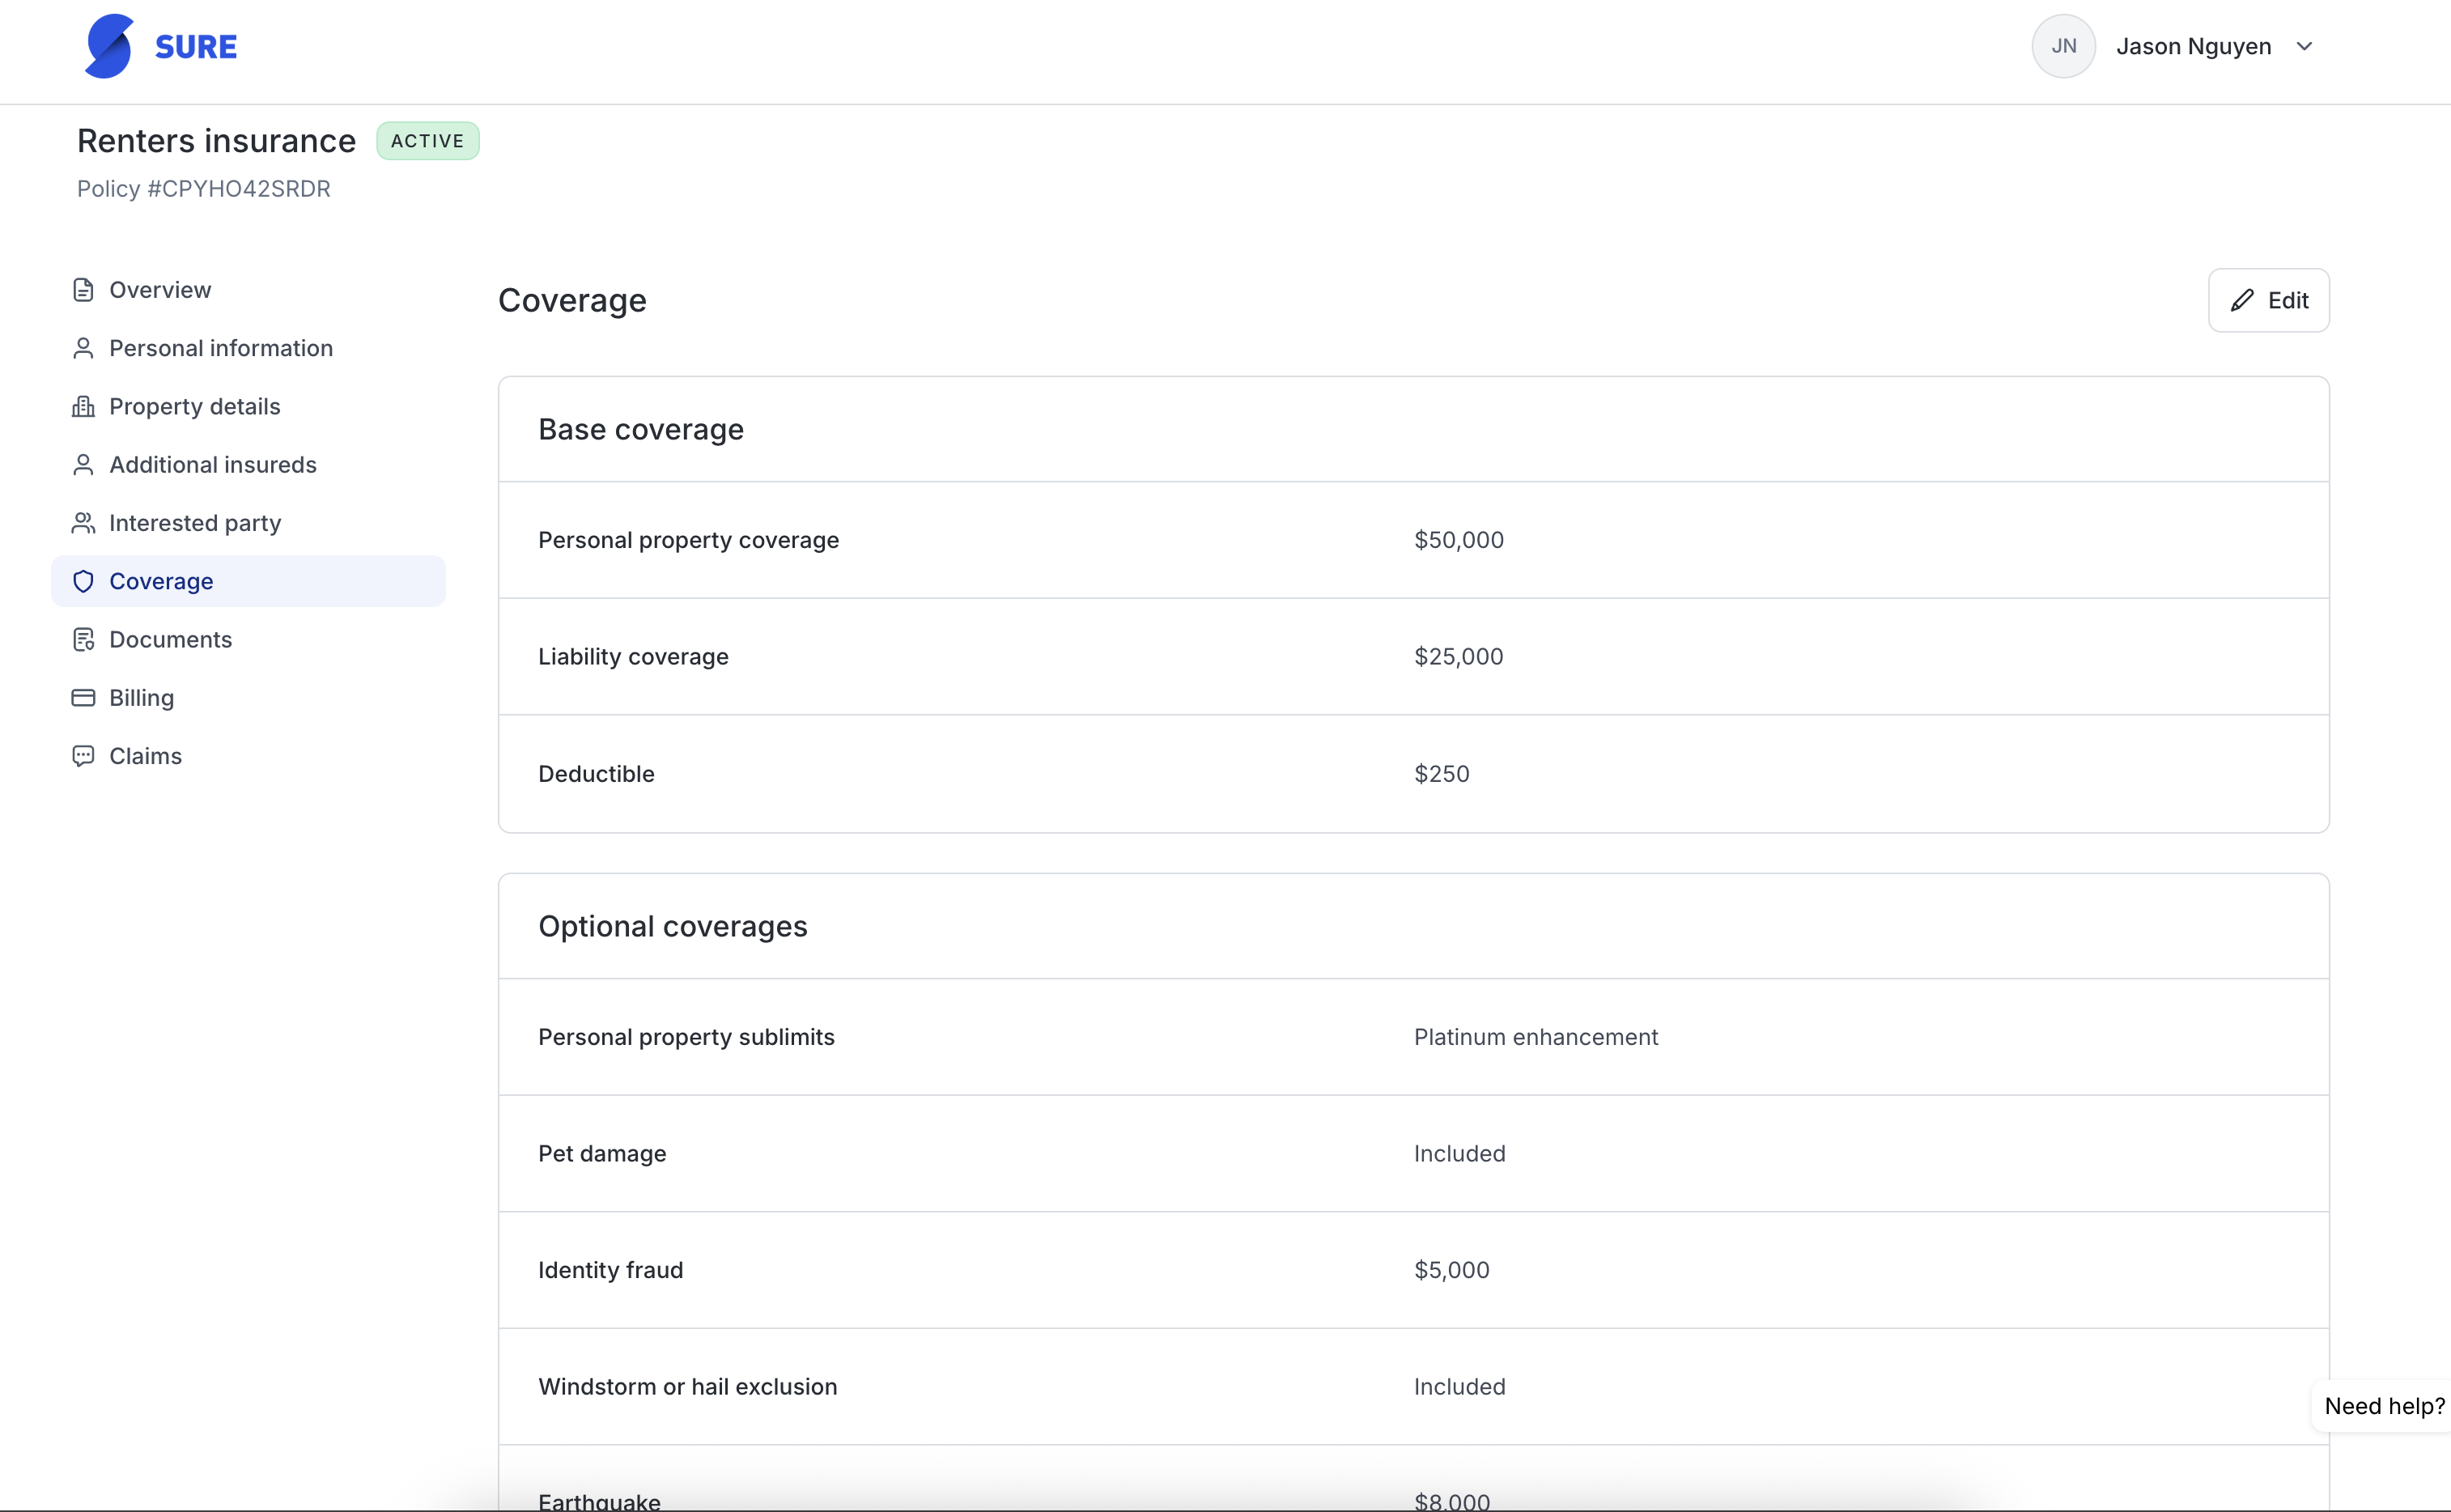 SURE
JN Jason Nguyen
Renters insurance ACTIVE
Policy #CPYHO42SRDR
Overview
Personal information
Property details
Additional insureds
Interested party
Coverage
Documents
Billing
Claims
Coverage Edit
Base coverage
Personal property coverage $50,000
Liability coverage $25,000
Deductible $250
Optional coverages
Personal property sublimits Platinum enhancement
Pet damage Included
Identity fraud $5,000
Windstorm or hail exclusion Included
Need help?
Earthquake $8,000